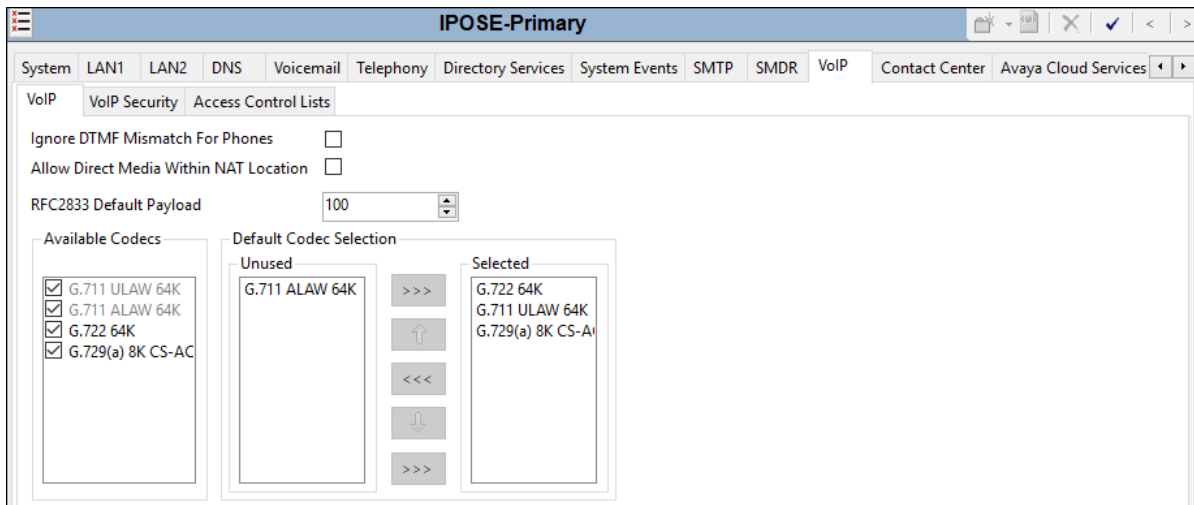 IPOSE-Primary
System LAN1 LAN2 DNS Voicemail Telephony Directory Services System Events SMTP SMDR VoIP Contact Center Avaya Cloud Services
VoIP VoIP Security Access Control Lists
Ignore DTMF Mismatch For Phones
Allow Direct Media Within NAT Location
RFC2833 Default Payload 100
Available Codecs
G.711 ULAW 64K
G.711 ALAW 64K
G.722 64K
G.729(a) 8K CS-AC
Default Codec Selection
Unused
G.711 ALAW 64K
>>>
<<<
>>>
Selected
G.722 64K
G.711 ULAW 64K
G.729(a) 8K CS-A